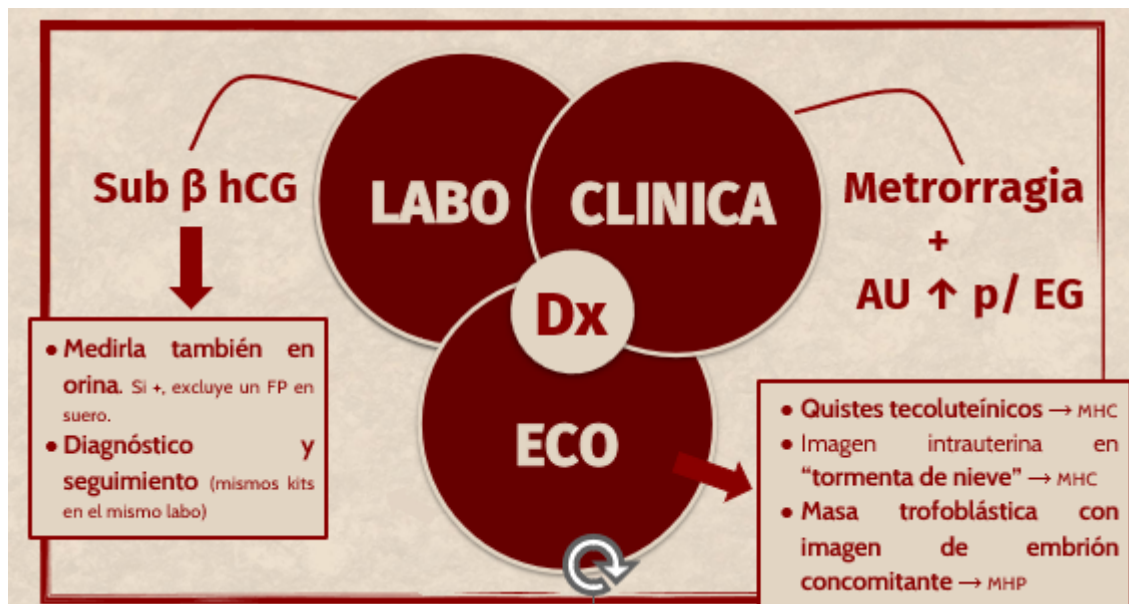 Sub β hCG
LABO
CLINICA
Metrorragia
+
AU ↑ p/ EG
Dx
ECO
● Medirla también en
orina. Si +, excluye un FP en
suero.
● Diagnóstico y
seguimiento (mismos kits
en el mismo labo)
● Quistes tecoluteínicos → MHC
● Imagen intrauterina en
“tormenta de nieve” → MHC
● Masa trofoblástica con
imagen de embrión
concomitante → MHP